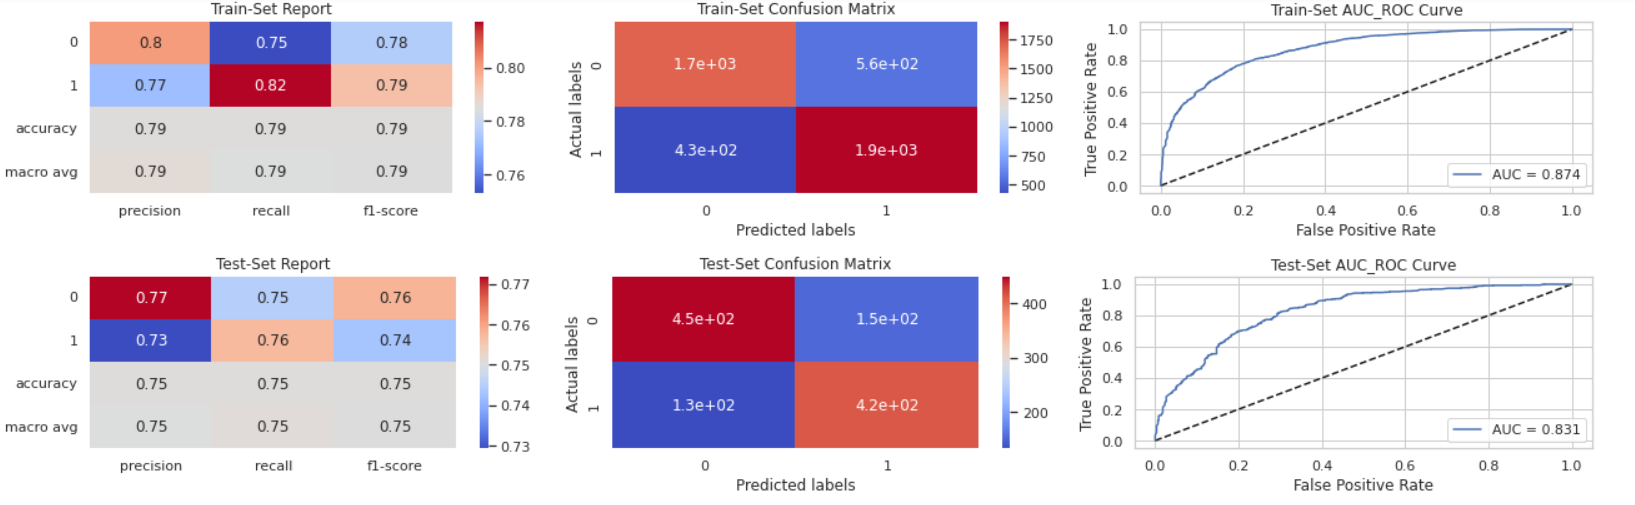 Train-Set Report
0 0.8 0.75 0.78
1 0.77 0.82 0.79
accuracy 0.79 0.79 0.79
macro avg 0.79 0.79 0.79
precision recall f1-score
0.80
0.78
0.76
Train-Set Confusion Matrix
Actual labels
0 1.7e+03 5.6e+02
1 4.3e+02 1.9e+03
0 1
Predicted labels
1750
1500
1250
1000
750
500
Train-Set AUC_ROC Curve
True Positive Rate
1.0
0.8
0.6
0.4
0.2
0.0
AUC = 0.874
0.0 0.2 0.4 0.6 0.8 1.0
False Positive Rate
Test-Set Report
0 0.77 0.75 0.76
1 0.73 0.76 0.74
accuracy 0.75 0.75 0.75
macro avg 0.75 0.75 0.75
precision recall f1-score
0.77
0.76
0.75
0.74
0.73
Test-Set Confusion Matrix
Actual labels
0 4.5e+02 1.5e+02
1 1.3e+02 4.2e+02
0 1
Predicted labels
400
300
200
Test-Set AUC_ROC Curve
True Positive Rate
1.0
0.8
0.6
0.4
0.2
0.0
AUC = 0.831
0.0 0.2 0.4 0.6 0.8 1.0
False Positive Rate